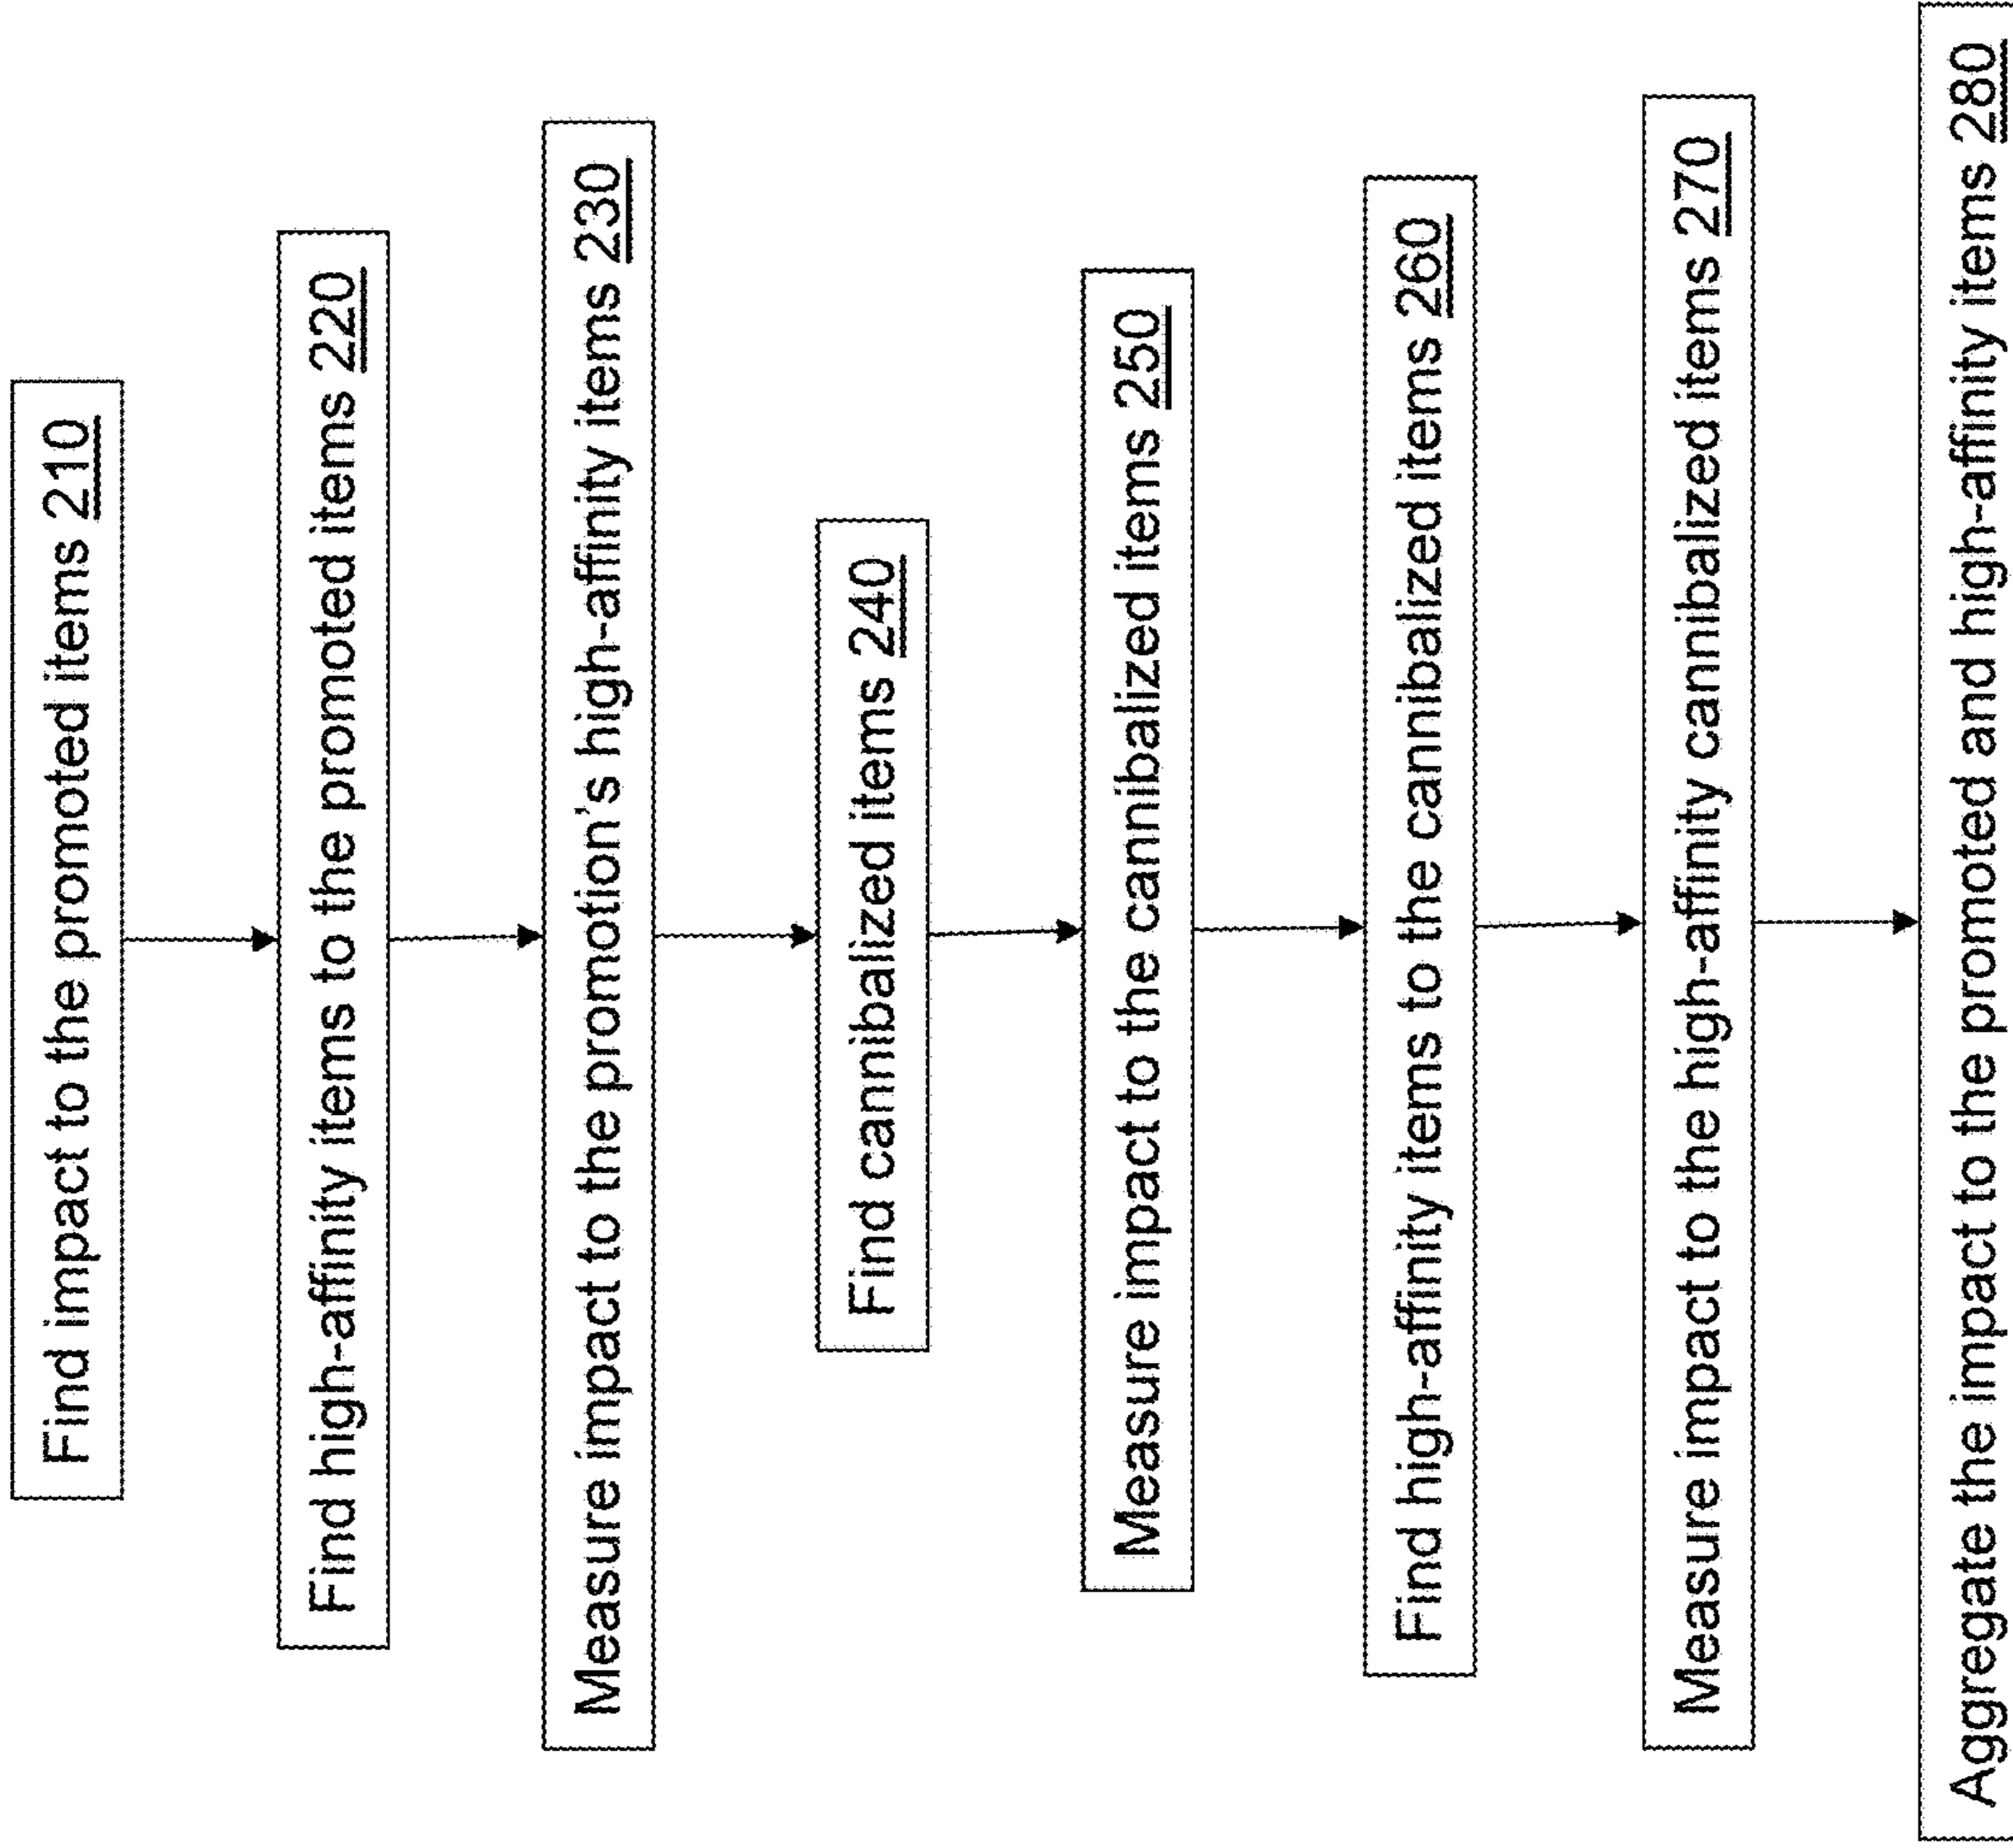 Find impact to the promoted items 210
Find high-affinity items to the promoted items 220
Measure impact to the promotion's high-affinity items 230
Find cannibalized items 240
Measure impact to the cannibalized items 250
Find high-affinity items to the cannibalized items 260
Measure impact to the high-affinity cannibalized items 270
Aggregate the impact to the promoted and high-affinity items 280